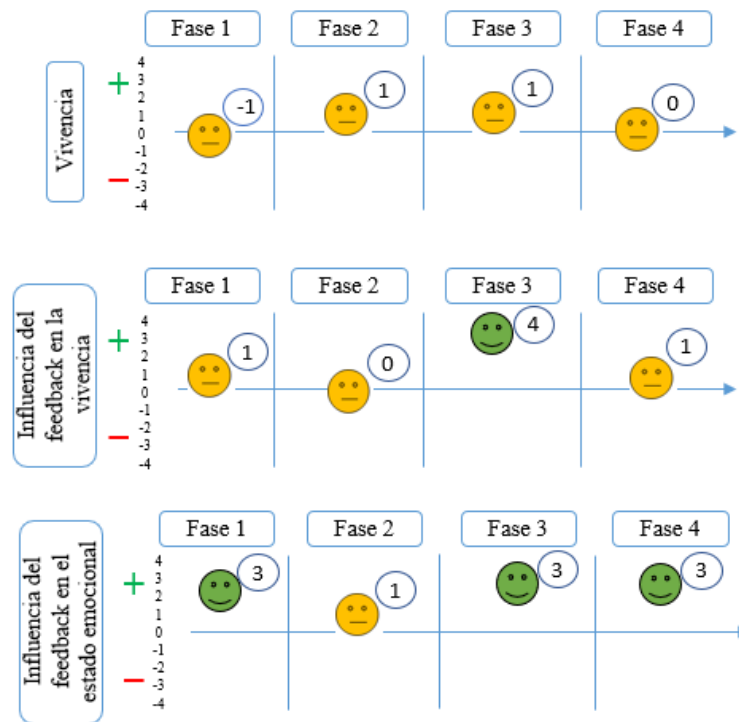 Fase 1
Fase 2
Fase 3
Fase 4
Vivencia
+
−
4
3
2
1
0
-1
-2
-3
-4
-1
1
1
0
Fase 1
Fase 2
Fase 3
Fase 4
Influencia del
feedback en la
vivencia
+
−
4
3
2
1
0
-1
-2
-3
-4
1
0
4
1
Fase 1
Fase 2
Fase 3
Fase 4
Influencia del
feedback en el
estado emocional
+
−
4
3
2
1
0
-1
-2
-3
-4
3
1
3
3